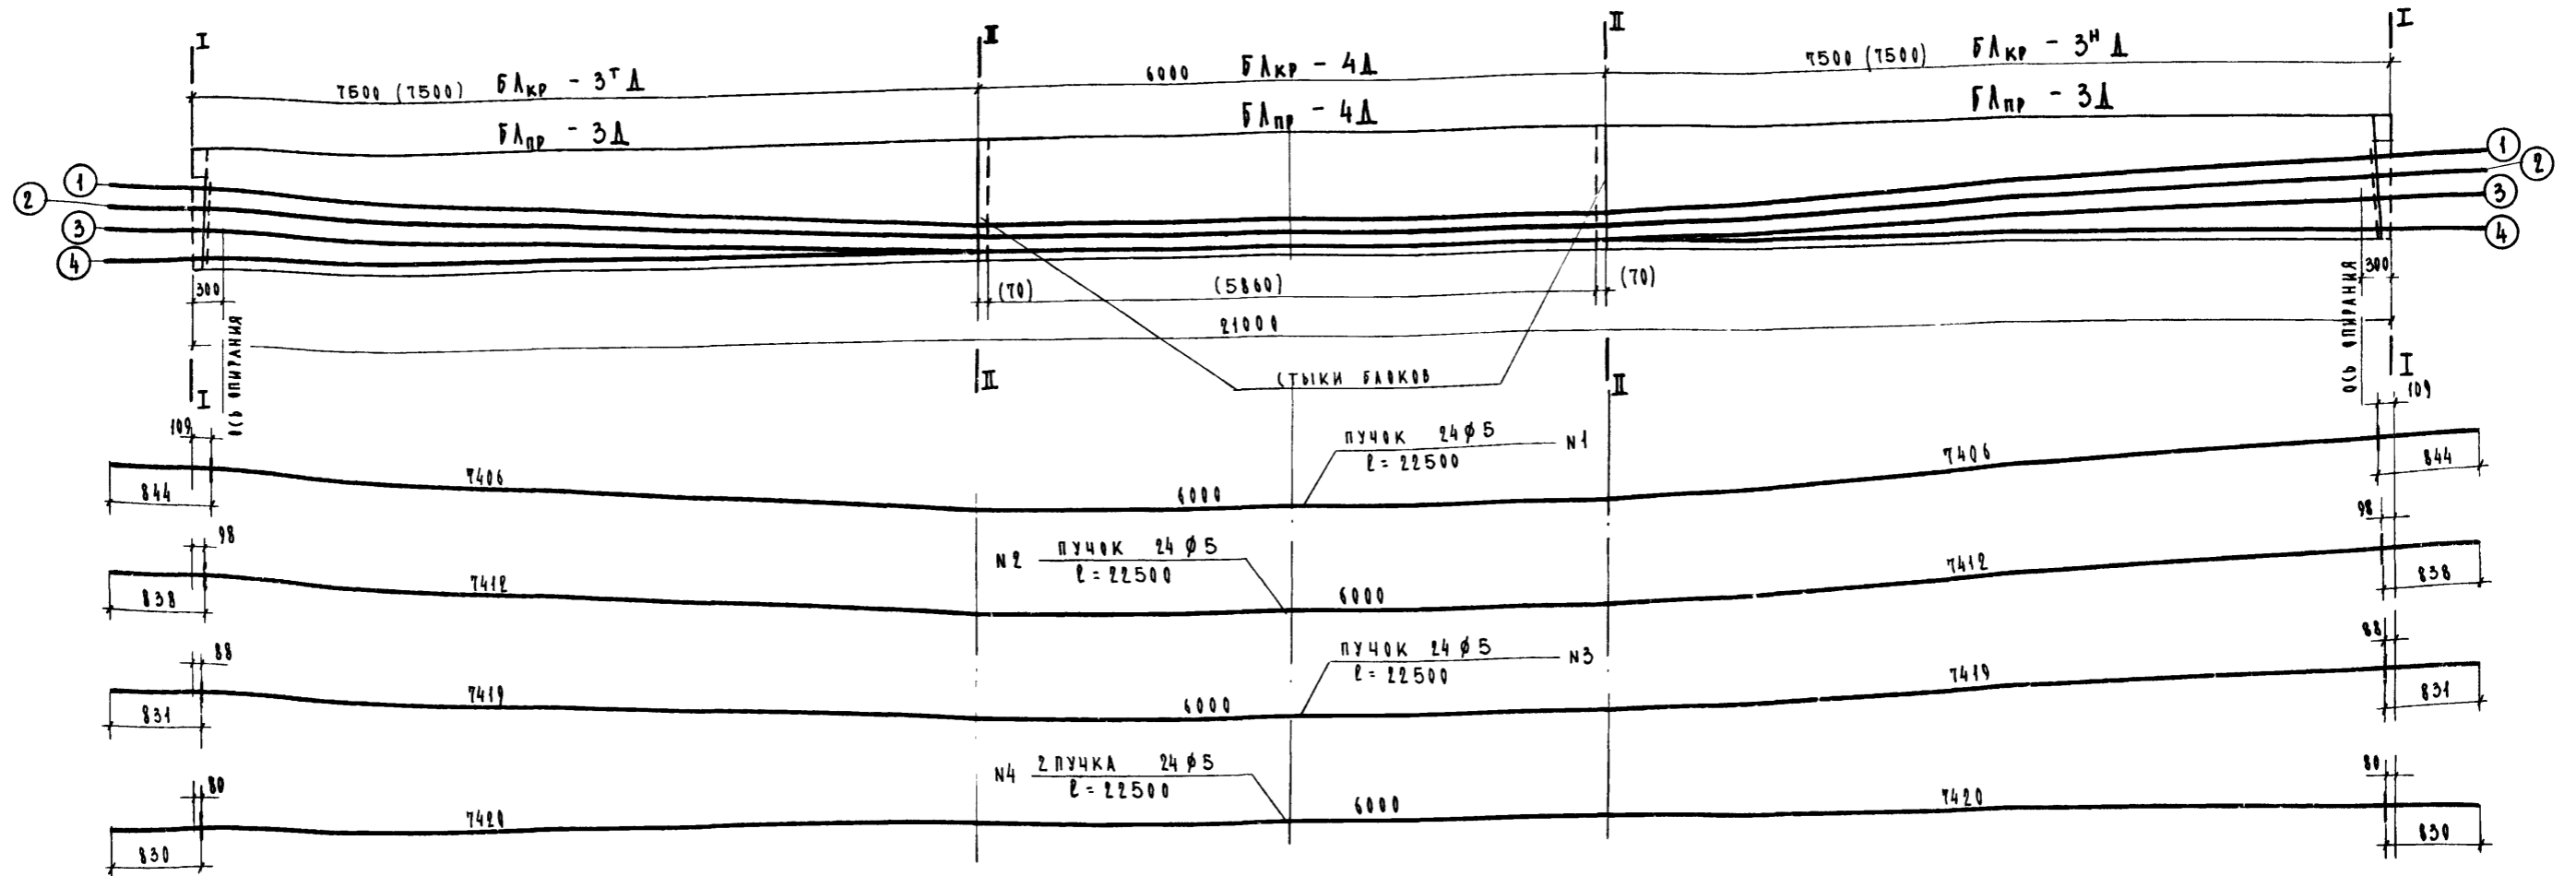 I
II
II
I
7500 (7500) БЛкр - 3ᵀД
6000 БЛкр - 4Д
7500 (7500) БЛкр - 3ᴴД
БЛпр - 3Д
БЛпр - 4Д
БЛпр - 3Д
1
2
3
4
1
2
3
4
300
(70)
(5860)
(70)
300
21000
ОСЬ ОПИРАНИЯ
ОСЬ ОПИРАНИЯ
СТЫКИ БЛОКОВ
I
II
II
I
109
109
ПУЧОК 24 ϕ 5 N1
ℓ = 22500
844
7406
6000
7406
844
98
98
N2 ПУЧОК 24 ϕ 5
ℓ = 22500
838
7412
6000
7412
838
88
88
ПУЧОК 24 ϕ 5 N3
ℓ = 22500
831
7419
6000
7419
831
80
80
N4 2 ПУЧКА 24 ϕ 5
ℓ = 22500
830
7420
6000
7420
830